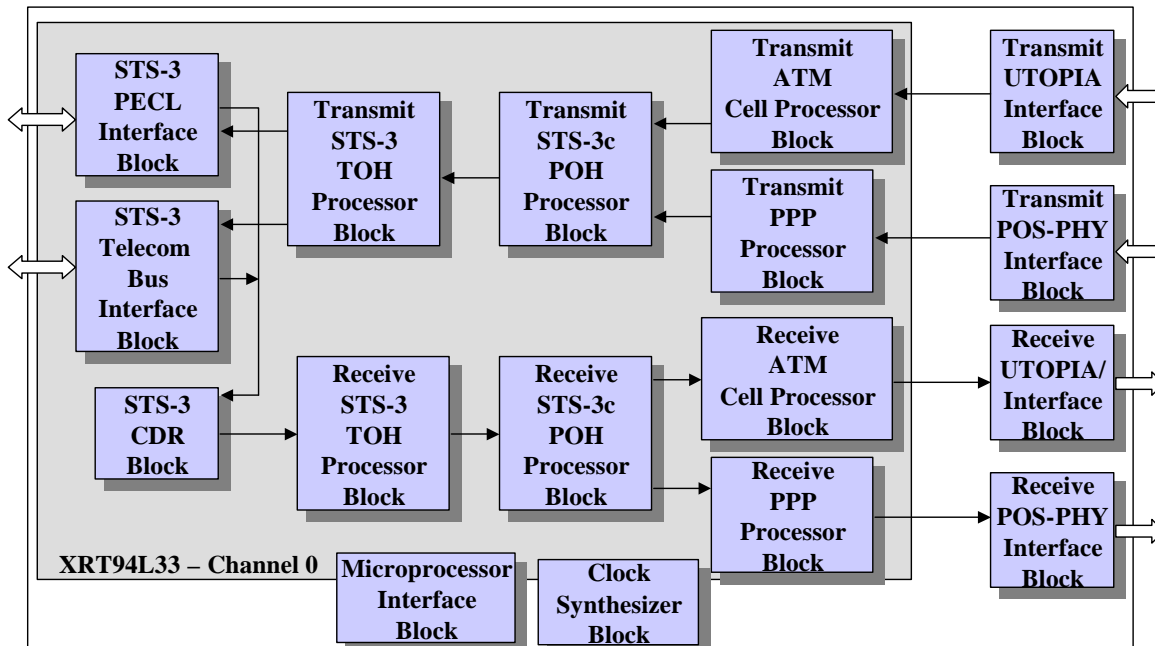 STS-3
PECL
Interface
Block
Transmit
STS-3
TOH
Processor
Block
Transmit
STS-3c
POH
Processor
Block
Transmit
ATM
Cell Processor
Block
Transmit
UTOPIA
Interface
Block
STS-3
Telecom
Bus
Interface
Block
Transmit
PPP
Processor
Block
Transmit
POS-PHY
Interface
Block
STS-3
CDR
Block
Receive
STS-3
TOH
Processor
Block
Receive
STS-3c
POH
Processor
Block
Receive
ATM
Cell Processor
Block
Receive
UTOPIA/
Interface
Block
Receive
PPP
Processor
Block
Receive
POS-PHY
Interface
Block
XRT94L33 – Channel 0
Microprocessor
Interface
Block
Clock
Synthesizer
Block